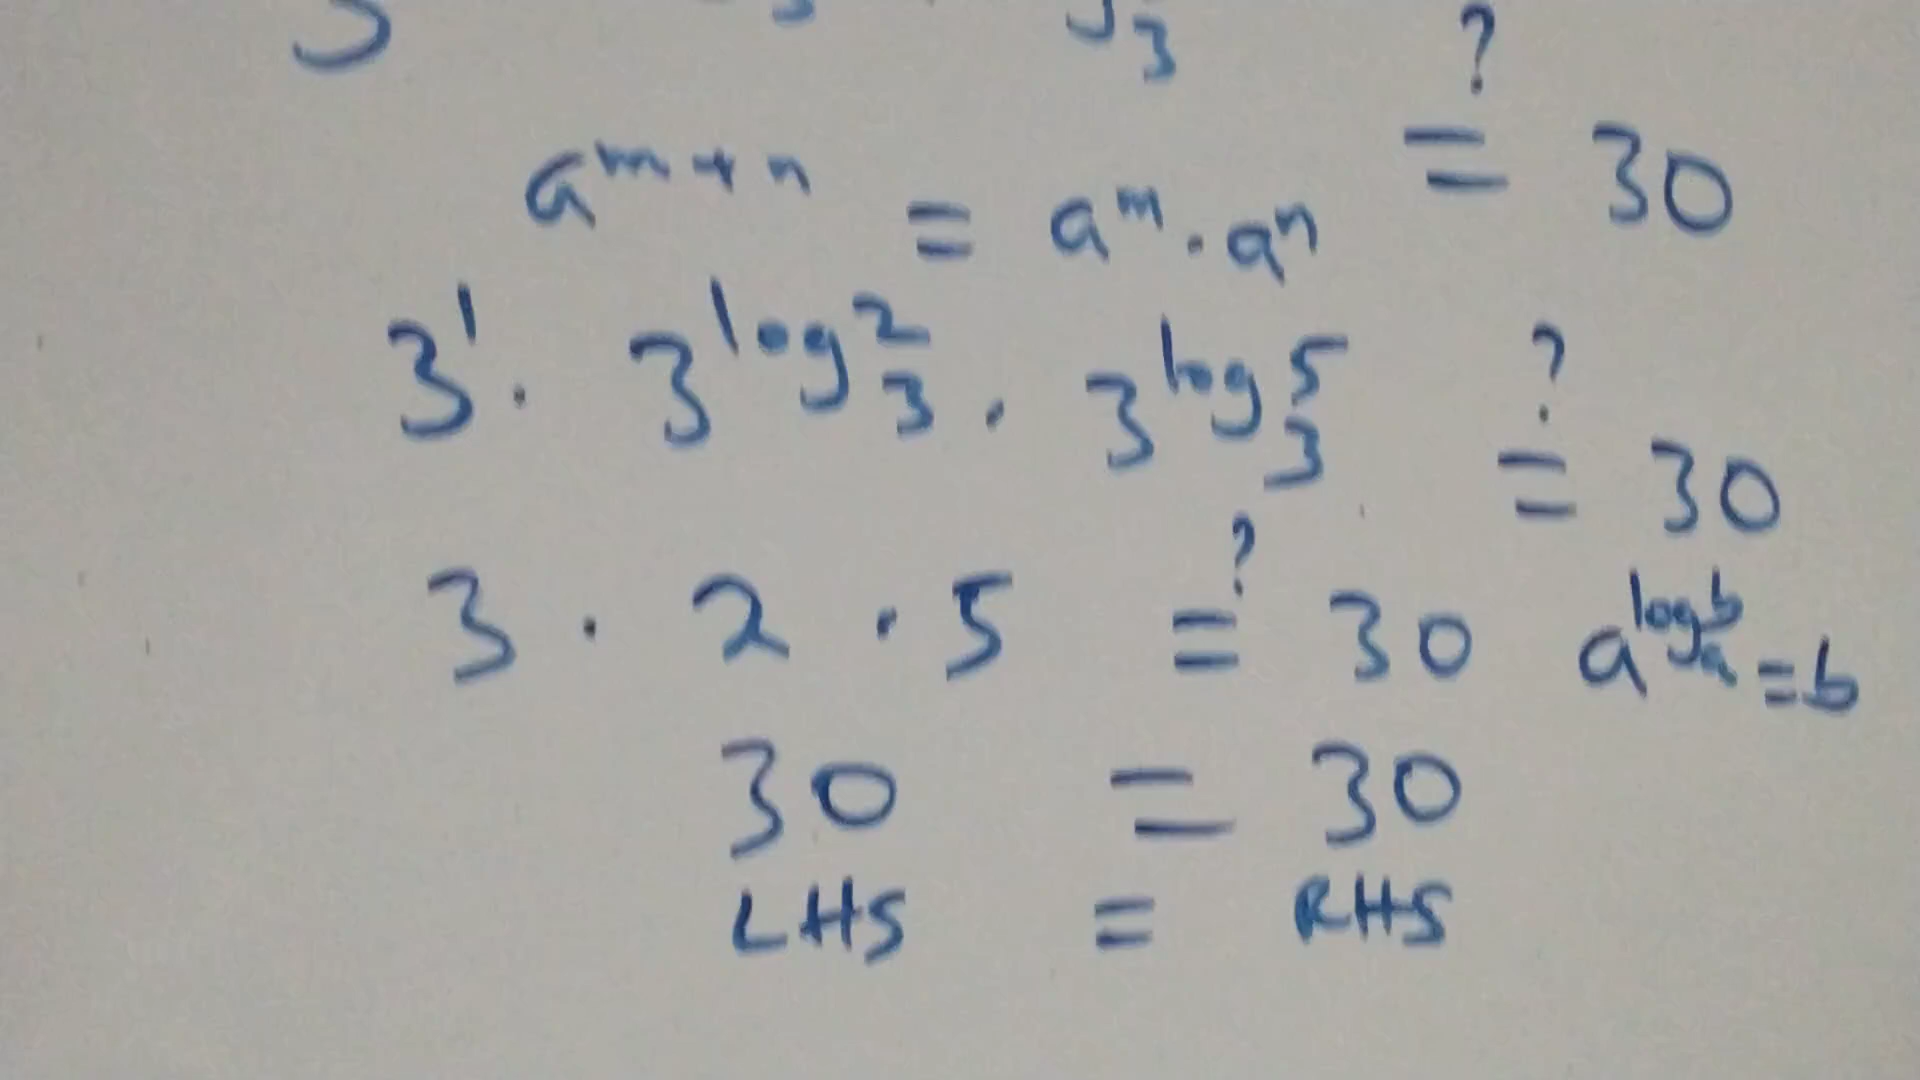 3
? = 30
a^{m+n} = a^m . a^n
3^1 . 3^{log_3^2} . 3^{log_3^5} ? = 30
3 . 2 . 5 ? = 30 a^{log_a^b} = b
30 = 30
LHS = RHS